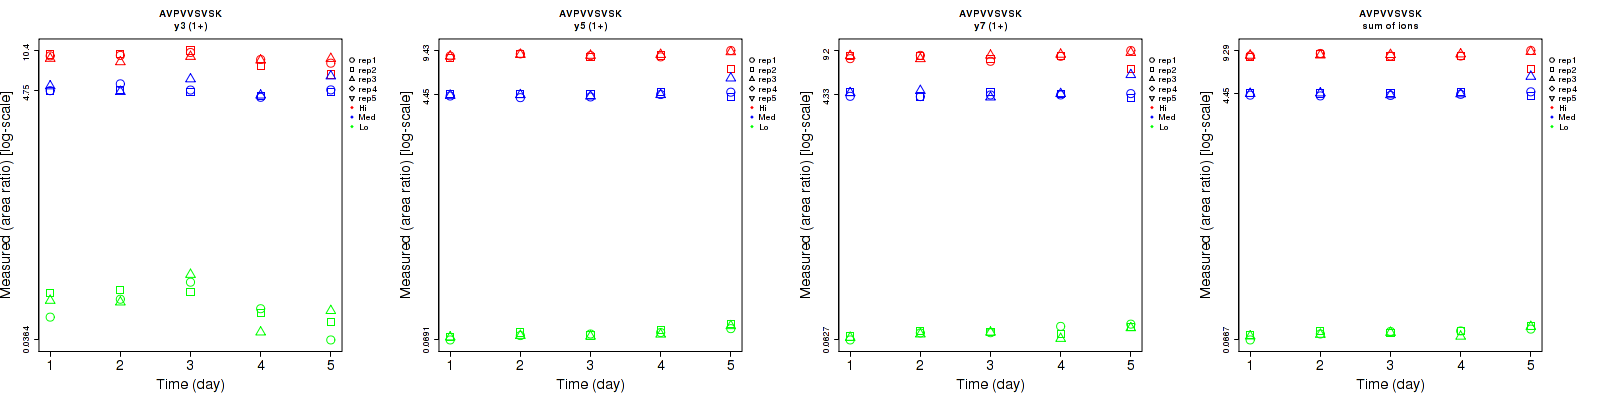 AVPVVSVSK
y3 (1+)
10.4
4.75
0.0364
Measured (area ratio) [log-scale]
1 2 3 4 5
Time (day)
rep1
rep2
rep3
rep4
rep5
Hi
Med
Lo
AVPVVSVSK
y5 (1+)
9.43
4.45
0.0691
Measured (area ratio) [log-scale]
1 2 3 4 5
Time (day)
rep1
rep2
rep3
rep4
rep5
Hi
Med
Lo
AVPVVSVSK
y7 (1+)
9.2
4.33
0.0627
Measured (area ratio) [log-scale]
1 2 3 4 5
Time (day)
rep1
rep2
rep3
rep4
rep5
Hi
Med
Lo
AVPVVSVSK
sum of ions
9.29
4.45
0.0667
Measured (area ratio) [log-scale]
1 2 3 4 5
Time (day)
rep1
rep2
rep3
rep4
rep5
Hi
Med
Lo